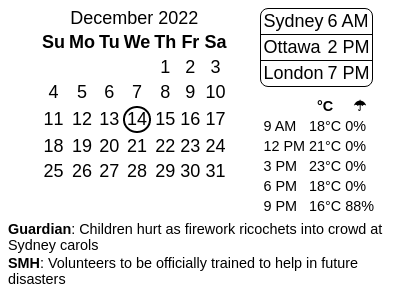 December 2022
Su Mo Tu We Th Fr Sa
1 2 3
4 5 6 7 8 9 10
11 12 13 14 15 16 17
18 19 20 21 22 23 24
25 26 27 28 29 30 31
Sydney 6 AM
Ottawa 2 PM
London 7 PM
°C ☂
9 AM 18°C 0%
12 PM 21°C 0%
3 PM 23°C 0%
6 PM 18°C 0%
9 PM 16°C 88%
Guardian: Children hurt as firework ricochets into crowd at
Sydney carols
SMH: Volunteers to be officially trained to help in future
disasters